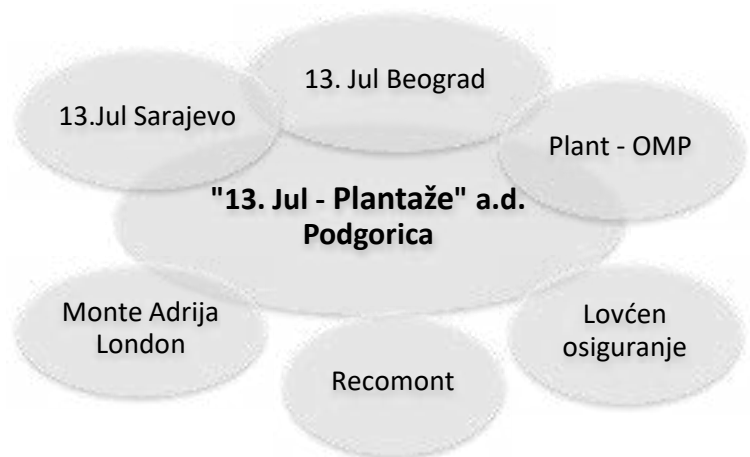 13. Jul Beograd
13.Jul Sarajevo
Plant - OMP
"13. Jul - Plantaže" a.d.
Podgorica
Monte Adrija
London
Lovćen
osiguranje
Recomont